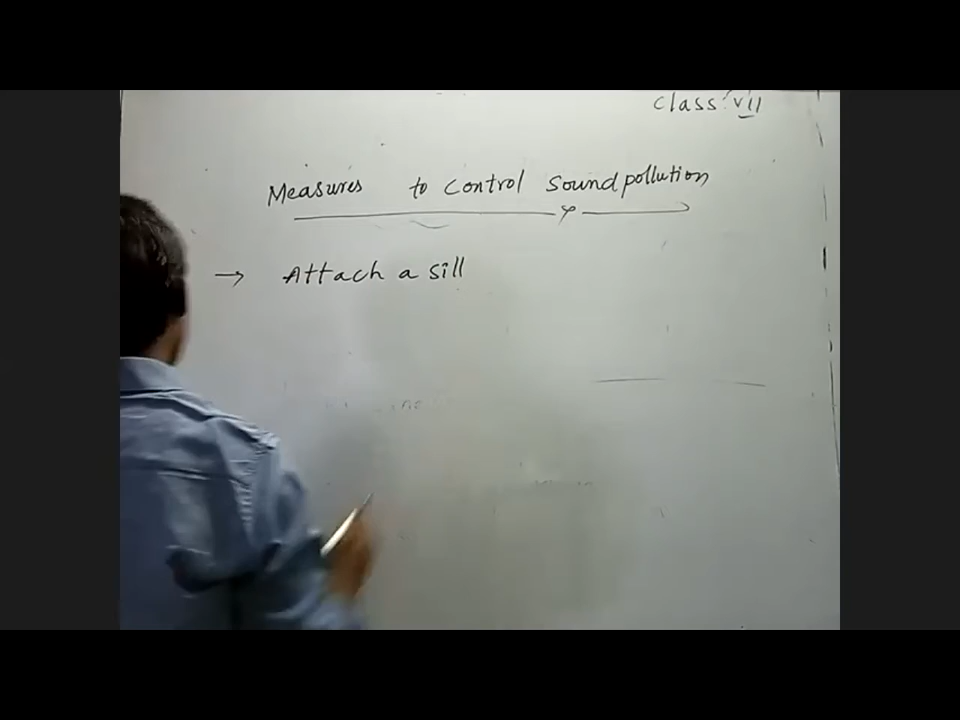 class: VII
Measures to control sound pollution
→ Attach a sill